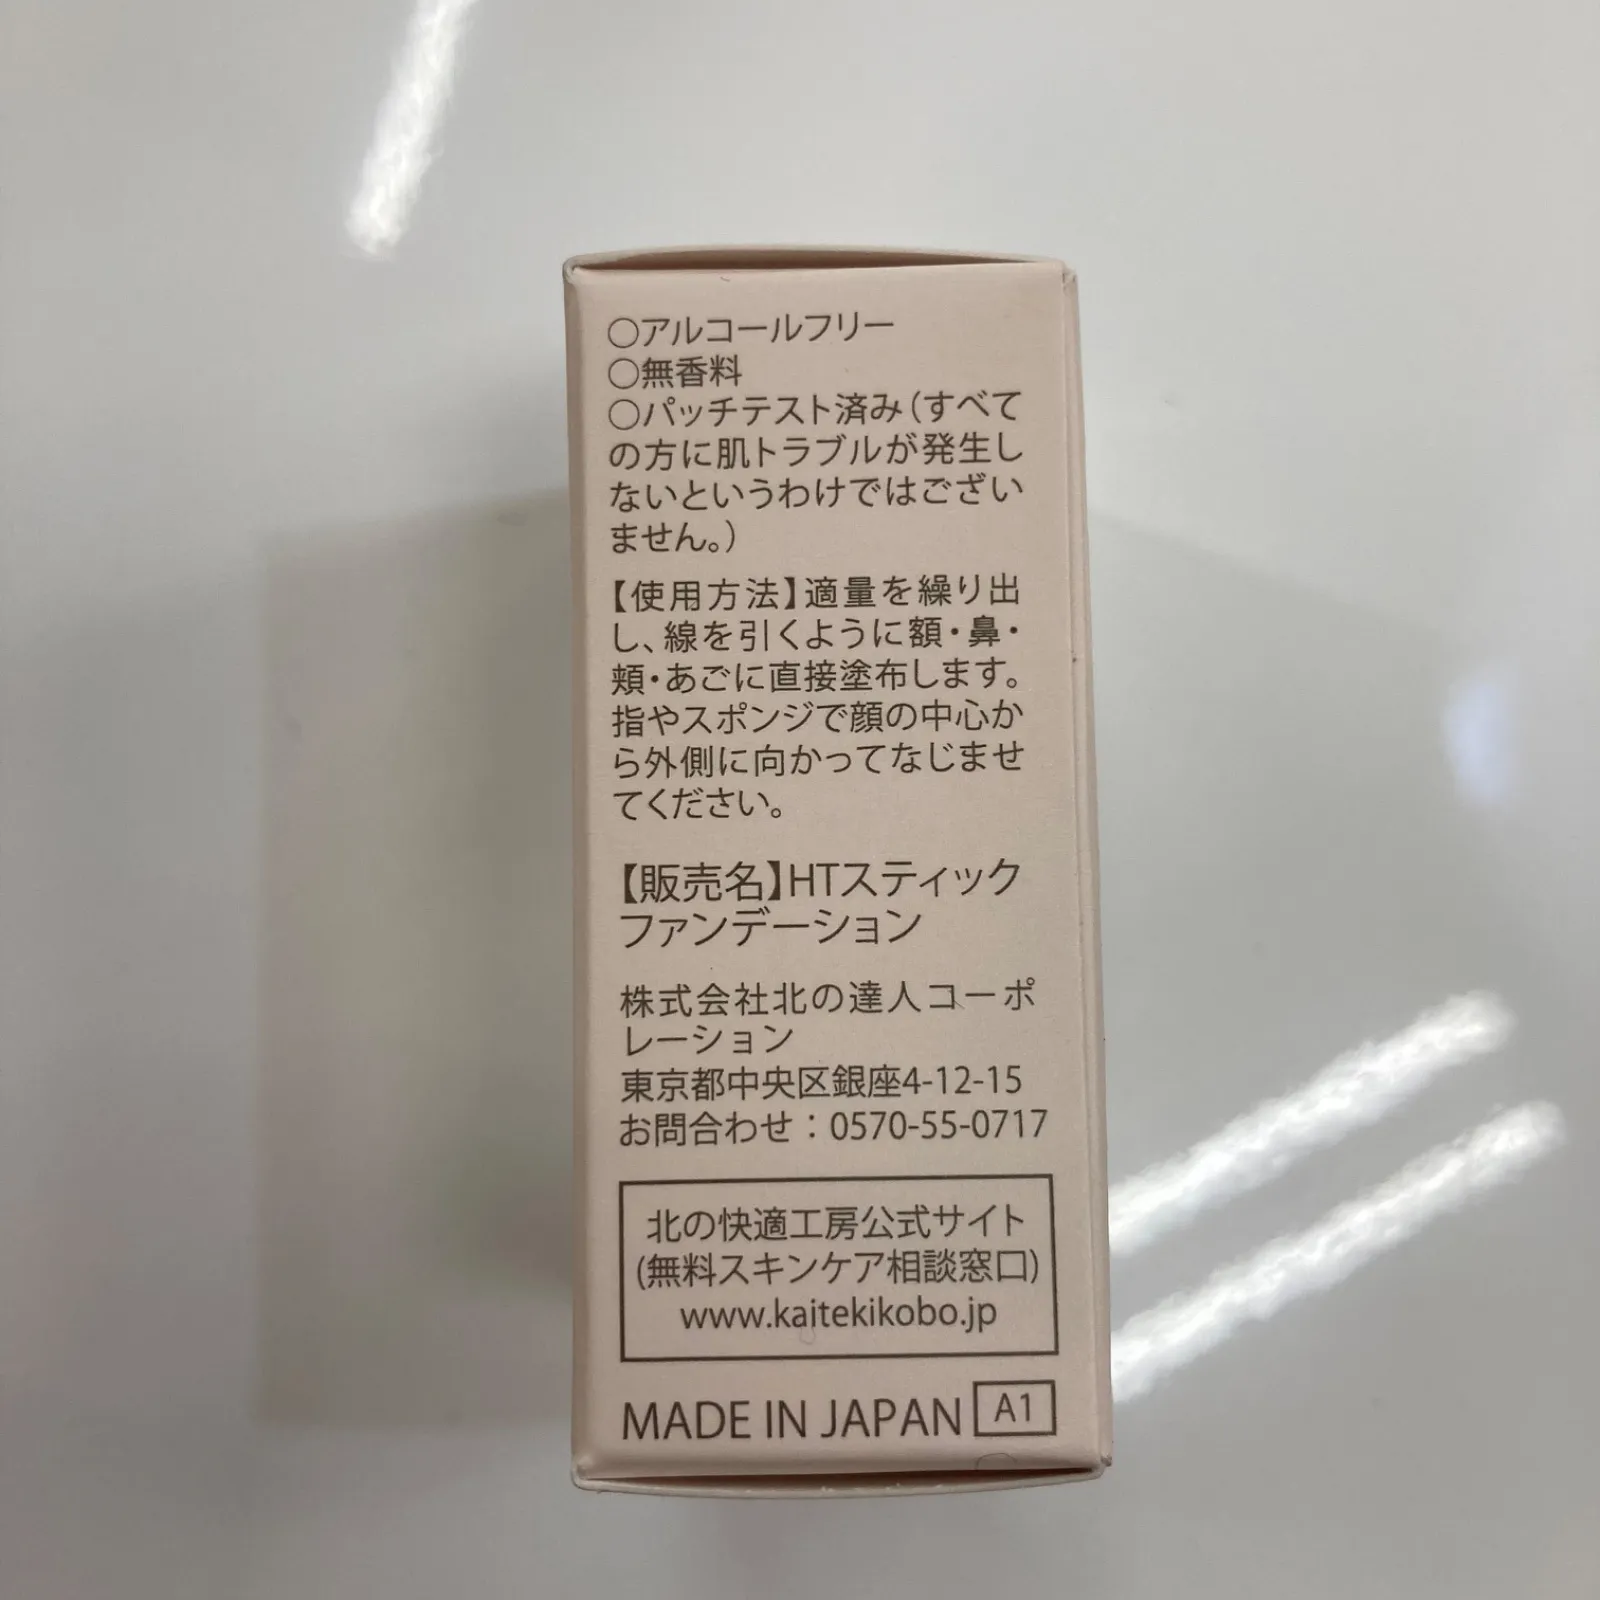 ○アルコールフリー
○無香料
○パッチテスト済み(すべて
の方に肌トラブルが発生し
ないというわけではござい
ません。)
【使用方法】適量を繰り出
し、線を引くように額・鼻・
頬・あごに直接塗布します。
指やスポンジで顔の中心か
ら外側に向かってなじませ
てください。
【販売名】HTスティック
ファンデーション
株式会社北の達人コーポ
レーション
東京都中央区銀座4-12-15
お問合わせ：0570-55-0717
北の快適工房公式サイト
(無料スキンケア相談窓口)
www.kaitekikobo.jp
MADE IN JAPAN A1